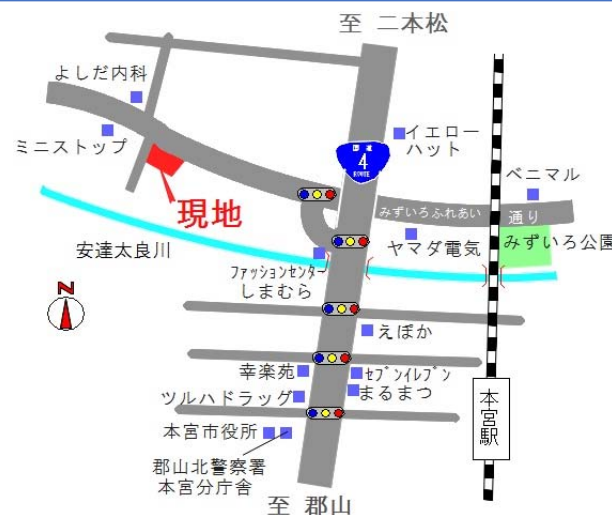 至 二本松
よしだ内科
ミニストップ
イエロー
ハット
国道
4
ROUTE
ベニマル
現地
みずいろふれあい
通り
安達太良川
ヤマダ電気
みずいろ公園
ファッションセンター
しまむら
N
えぽか
幸楽苑
セブンイレブン
ツルハドラッグ
まるまつ
本宮駅
本宮市役所
郡山北警察署
本宮分庁舎
至 郡山